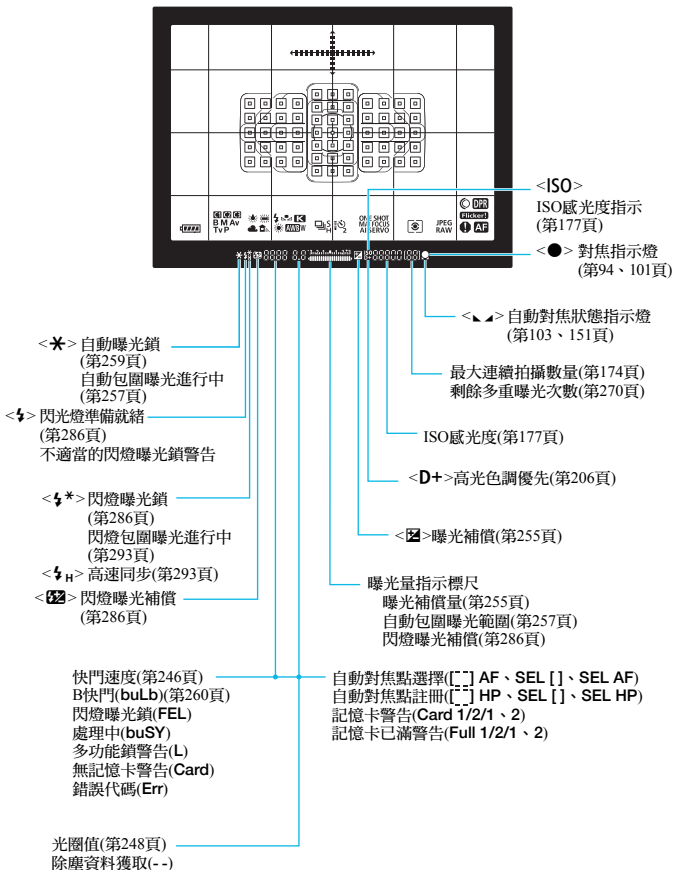 DPR
Flicker!
B M Av
Tv P
K
AWB W
S
H
2
ONE SHOT
MF FOCUS
AI SERVO
JPEG
RAW
AF
<ISO>
ISO感光度指示
(第177頁)
<●> 對焦指示燈
(第94、101頁)
<◣ ◢> 自動對焦狀態指示燈
(第103、151頁)
最大連續拍攝數量(第174頁)
剩餘多重曝光次數(第270頁)
ISO感光度(第177頁)
<D+>高光色調優先(第206頁)
<>曝光補償(第255頁)
曝光量指示標尺
曝光補償量(第255頁)
自動包圍曝光範圍(第257頁)
閃燈曝光補償(第286頁)
<✱>自動曝光鎖
(第259頁)
自動包圍曝光進行中
(第257頁)
<⚡>閃光燈準備就緒
(第286頁)
不適當的閃燈曝光鎖警告
<⚡*>閃燈曝光鎖
(第286頁)
閃燈包圍曝光進行中
(第293頁)
<⚡H> 高速同步(第293頁)
<>閃燈曝光補償
(第286頁)
快門速度(第246頁)
B快門(buLb)(第260頁)
閃燈曝光鎖(FEL)
處理中(buSY)
多功能鎖警告(L)
無記憶卡警告(Card)
錯誤代碼(Err)
自動對焦點選擇([ ] AF、SEL [ ]、SEL AF)
自動對焦點註冊([ ] HP、SEL [ ]、SEL HP)
記憶卡警告(Card 1/2/1、2)
記憶卡已滿警告(Full 1/2/1、2)
光圈值(第248頁)
除塵資料獲取(- -)